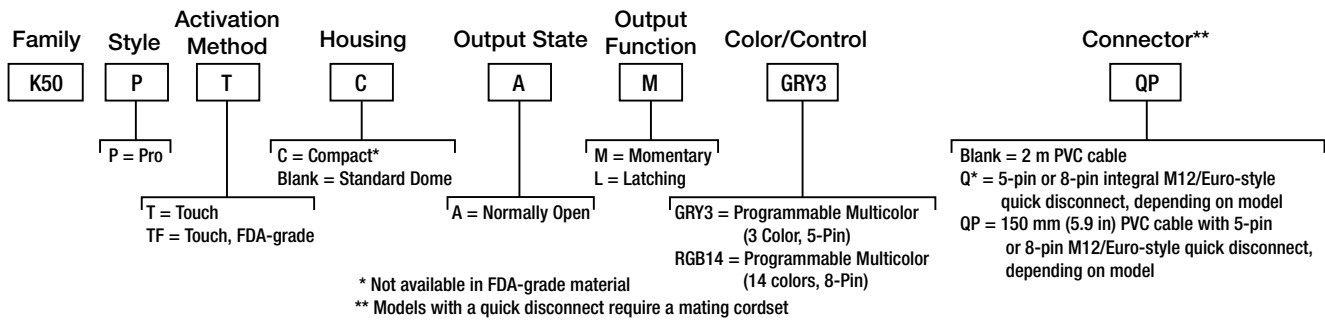 Family
Style
Activation
Method
Housing
Output State
Output
Function
Color/Control
Connector**
K50
P
T
C
A
M
GRY3
QP
P = Pro
T = Touch
TF = Touch, FDA-grade
C = Compact*
Blank = Standard Dome
A = Normally Open
M = Momentary
L = Latching
GRY3 = Programmable Multicolor
(3 Color, 5-Pin)
RGB14 = Programmable Multicolor
(14 colors, 8-Pin)
Blank = 2 m PVC cable
Q* = 5-pin or 8-pin integral M12/Euro-style
quick disconnect, depending on model
QP = 150 mm (5.9 in) PVC cable with 5-pin
or 8-pin M12/Euro-style quick disconnect,
depending on model
* Not available in FDA-grade material
** Models with a quick disconnect require a mating cordset